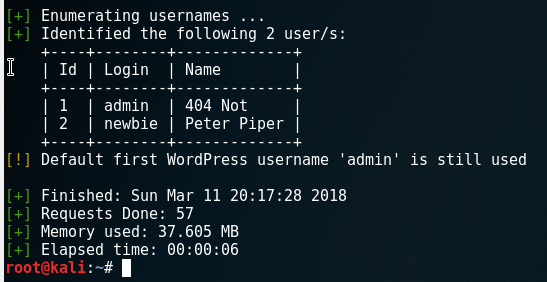 [+] Enumerating usernames ...
[+] Identified the following 2 user/s:
    +----+--------+-------------+
    | Id | Login  | Name        |
    +----+--------+-------------+
    | 1  | admin  | 404 Not     |
    | 2  | newbie | Peter Piper |
    +----+--------+-------------+
[!] Default first WordPress username 'admin' is still used

[+] Finished: Sun Mar 11 20:17:28 2018
[+] Requests Done: 57
[+] Memory used: 37.605 MB
[+] Elapsed time: 00:00:06
root@kali:~#